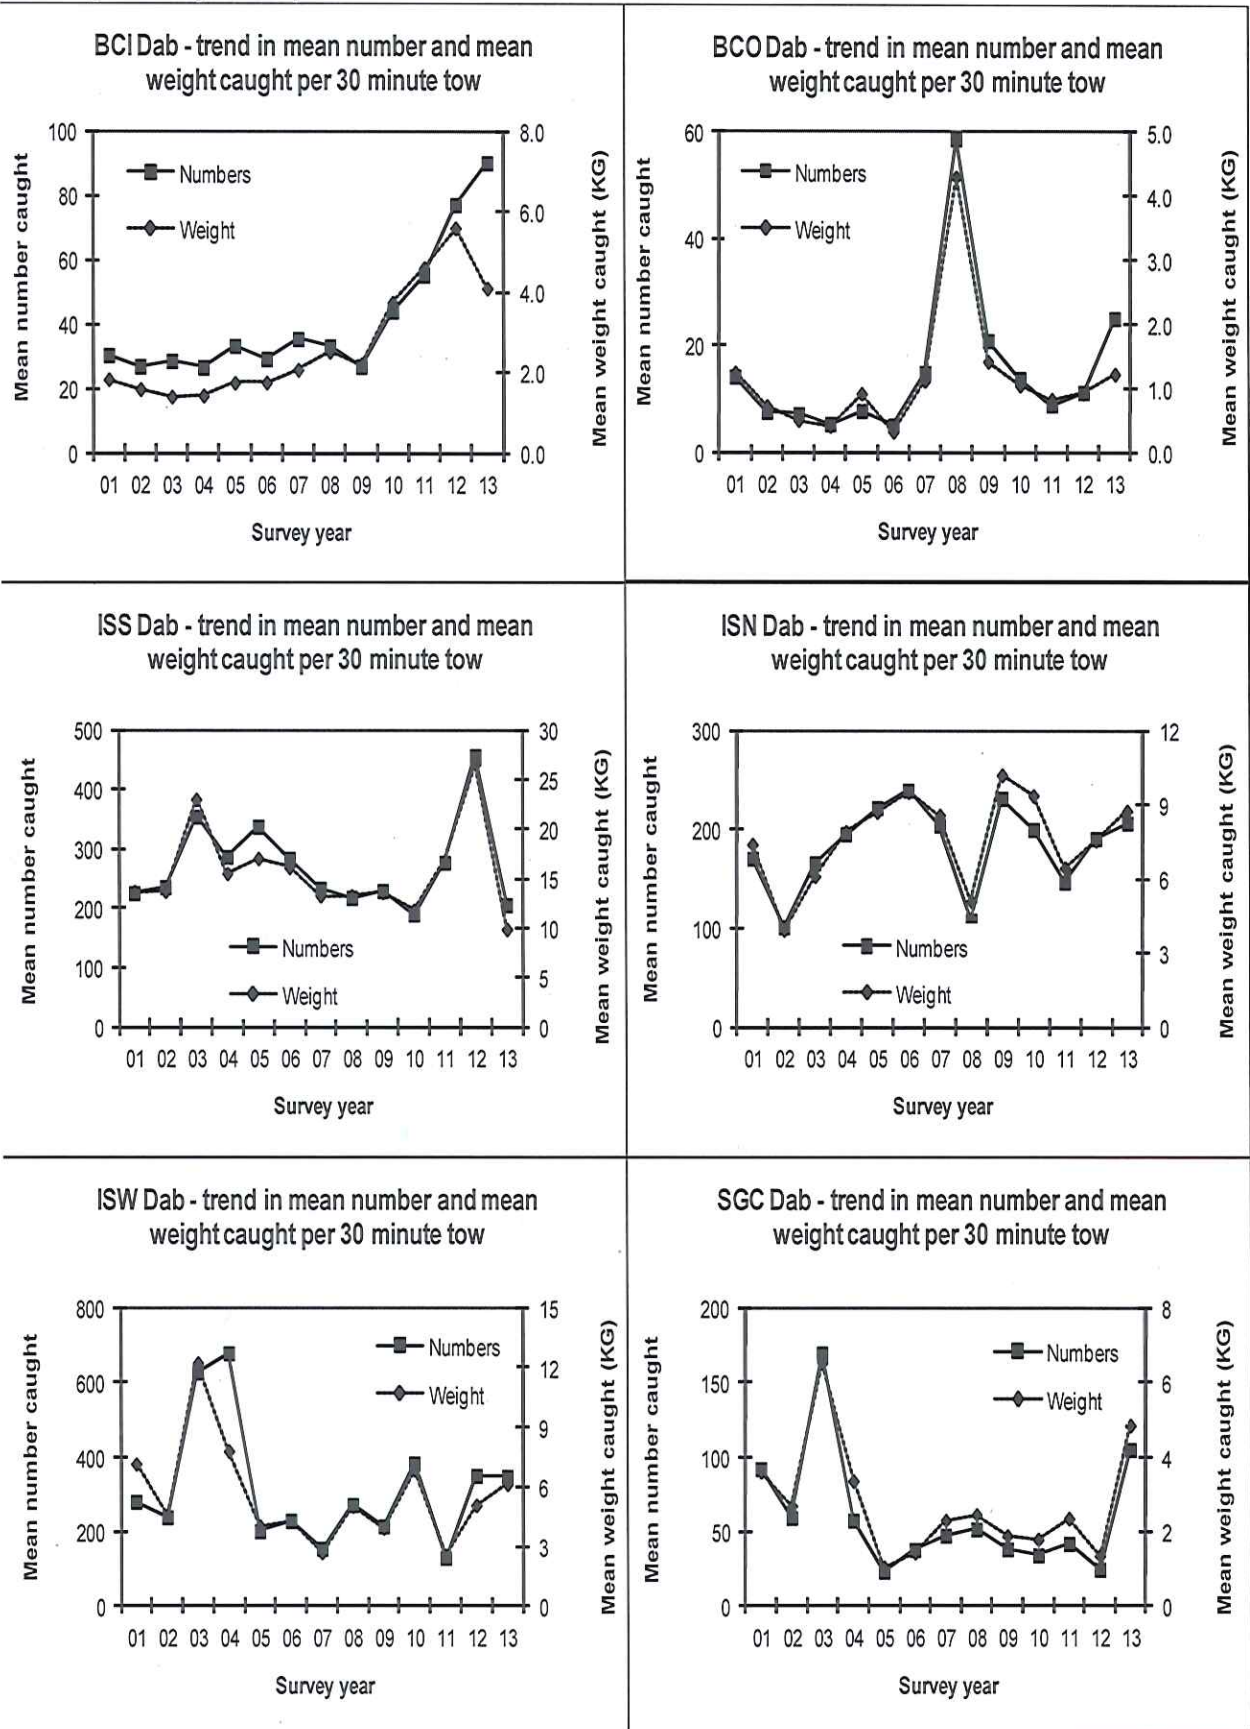 BCI Dab - trend in mean number and mean
weight caught per 30 minute tow
Mean number caught
100
80
60
40
20
0
Numbers
Weight
8.0
6.0
4.0
2.0
0.0
Mean weight caught (KG)
01 02 03 04 05 06 07 08 09 10 11 12 13
Survey year
BCO Dab - trend in mean number and mean
weight caught per 30 minute tow
Mean number caught
60
40
20
0
Numbers
Weight
5.0
4.0
3.0
2.0
1.0
0.0
Mean weight caught (KG)
01 02 03 04 05 06 07 08 09 10 11 12 13
Survey year
ISS Dab - trend in mean number and mean
weight caught per 30 minute tow
Mean number caught
500
400
300
200
100
0
Numbers
Weight
30
25
20
15
10
5
0
Mean weight caught (KG)
01 02 03 04 05 06 07 08 09 10 11 12 13
Survey year
ISN Dab - trend in mean number and mean
weight caught per 30 minute tow
Mean number caught
300
200
100
0
Numbers
Weight
12
9
6
3
0
Mean weight caught (KG)
01 02 03 04 05 06 07 08 09 10 11 12 13
Survey year
ISW Dab - trend in mean number and mean
weight caught per 30 minute tow
Mean number caught
800
600
400
200
0
Numbers
Weight
15
12
9
6
3
0
Mean weight caught (KG)
01 02 03 04 05 06 07 08 09 10 11 12 13
Survey year
SGC Dab - trend in mean number and mean
weight caught per 30 minute tow
Mean number caught
200
150
100
50
0
Numbers
Weight
8
6
4
2
0
Mean weight caught (KG)
01 02 03 04 05 06 07 08 09 10 11 12 13
Survey year